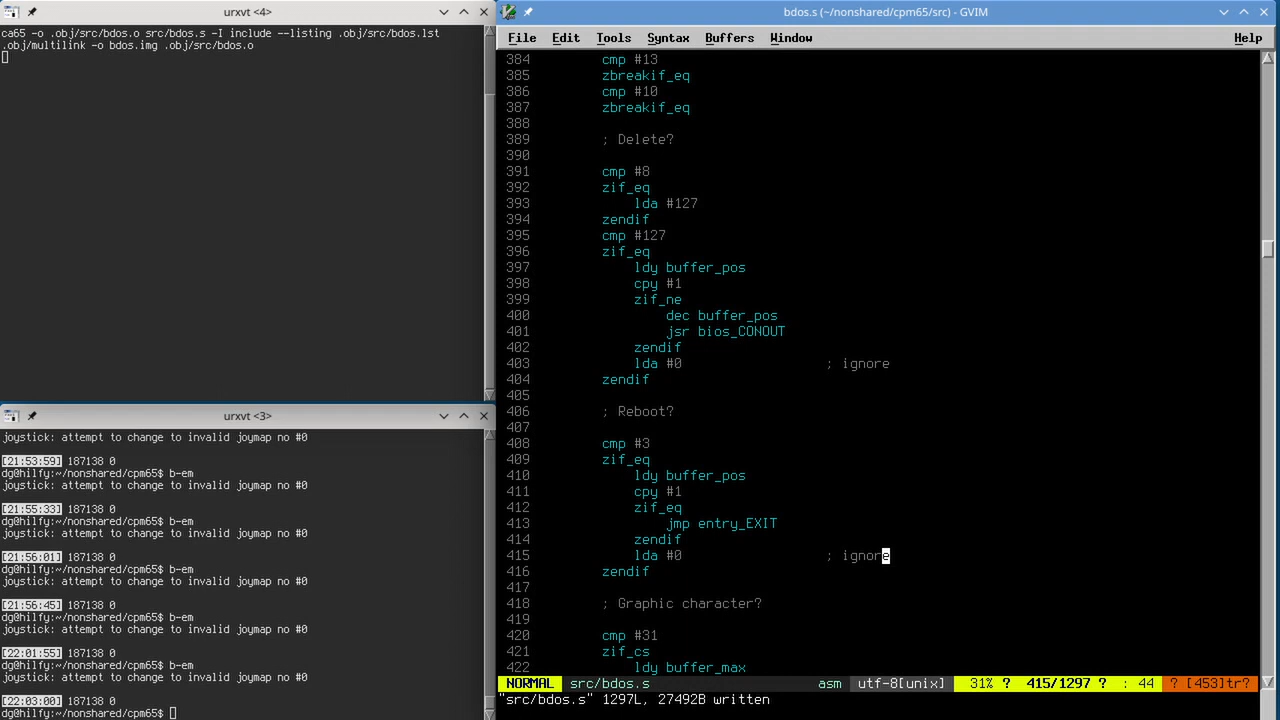 urxvt <4>
ca65 -o .obj/src/bdos.o src/bdos.s -I include --listing .obj/src/bdos.lst
.obj/multilink -o bdos.img .obj/src/bdos.o
urxvt <3>
joystick: attempt to change to invalid joymap no #0
[21:53:59] 187138 0
dg@hilfy:~/nonshared/cpm65$ b-em
joystick: attempt to change to invalid joymap no #0
[21:55:33] 187138 0
dg@hilfy:~/nonshared/cpm65$ b-em
joystick: attempt to change to invalid joymap no #0
[21:56:01] 187138 0
dg@hilfy:~/nonshared/cpm65$ b-em
joystick: attempt to change to invalid joymap no #0
[21:56:45] 187138 0
dg@hilfy:~/nonshared/cpm65$ b-em
joystick: attempt to change to invalid joymap no #0
[22:01:55] 187138 0
dg@hilfy:~/nonshared/cpm65$ b-em
joystick: attempt to change to invalid joymap no #0
[22:03:00] 187138 0
dg@hilfy:~/nonshared/cpm65$
bdos.s (~/nonshared/cpm65/src) - GVIM
File Edit Tools Syntax Buffers Window Help
384 cmp #13
385 zbreakif_eq
386 cmp #10
387 zbreakif_eq
388
389 ; Delete?
390
391 cmp #8
392 zif_eq
393 lda #127
394 zendif
395 cmp #127
396 zif_eq
397 ldy buffer_pos
398 cpy #1
399 zif_ne
400 dec buffer_pos
401 jsr bios_CONOUT
402 zendif
403 lda #0 ; ignore
404 zendif
405
406 ; Reboot?
407
408 cmp #3
409 zif_eq
410 ldy buffer_pos
411 cpy #1
412 zif_eq
413 jmp entry_EXIT
414 zendif
415 lda #0 ; ignore
416 zendif
417
418 ; Graphic character?
419
420 cmp #31
421 zif_cs
422 ldy buffer_max
NORMAL src/bdos.s asm utf-8[unix] 31% ? 415/1297 ? : 44 ? [453]tr?
"src/bdos.s" 1297L, 27492B written